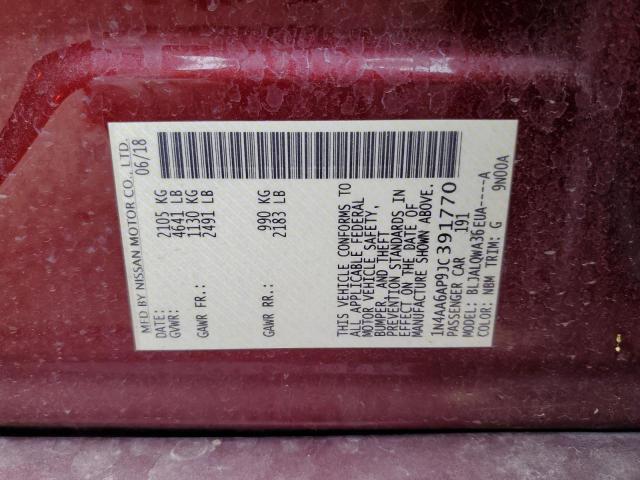 MFD BY NISSAN MOTOR CO., LTD.
DATE: 06/18
GVWR: 2105 KG
4641 LB
GAWR FR.: 1130 KG
2491 LB
GAWR RR.: 990 KG
2183 LB
THIS VEHICLE CONFORMS TO
ALL APPLICABLE FEDERAL
MOTOR VEHICLE SAFETY,
BUMPER, AND THEFT
PREVENTION STANDARDS IN
EFFECT ON THE DATE OF
MANUFACTURE SHOWN ABOVE.
1N4AA6AP9JC391770
PASSENGER CAR 191
MODEL: BLJALQWA36EUA----A
COLOR: NBM TRIM: G 9N00A